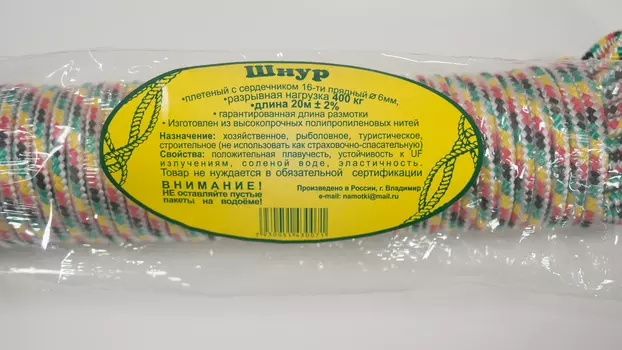 Шнур
•плетеный с сердечником 16-ти прядный ⌀ 6мм,
•разрывная нагрузка 400 кг
•длина 20м ± 2%
• гарантированная длина размотки
• Изготовлен из высокопрочных полипропиленовых нитей
Назначение: хозяйственное, рыболовное, туристическое,
строительное (не использовать как страховочно-спасательную)
Свойства: положительная плавучесть, устойчивость к UF
излучениям, соленой воде, эластичность.
Товар не нуждается в обязательной сертификации
ВНИМАНИЕ!
НЕ оставляйте пустые
пакеты на водоёме!
Произведено в России, г. Владимир
e-mail: namotki@mail.ru